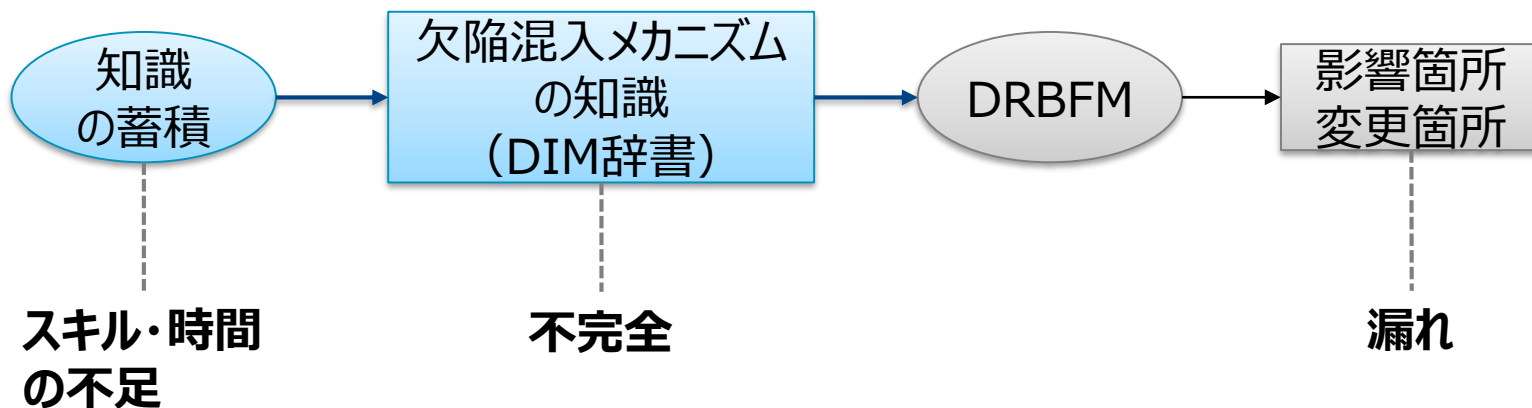 知識
の蓄積
欠陥混入メカニズム
の知識
（DIM辞書）
DRBFM
影響箇所
変更箇所
スキル・時間
の不足
不完全
漏れ